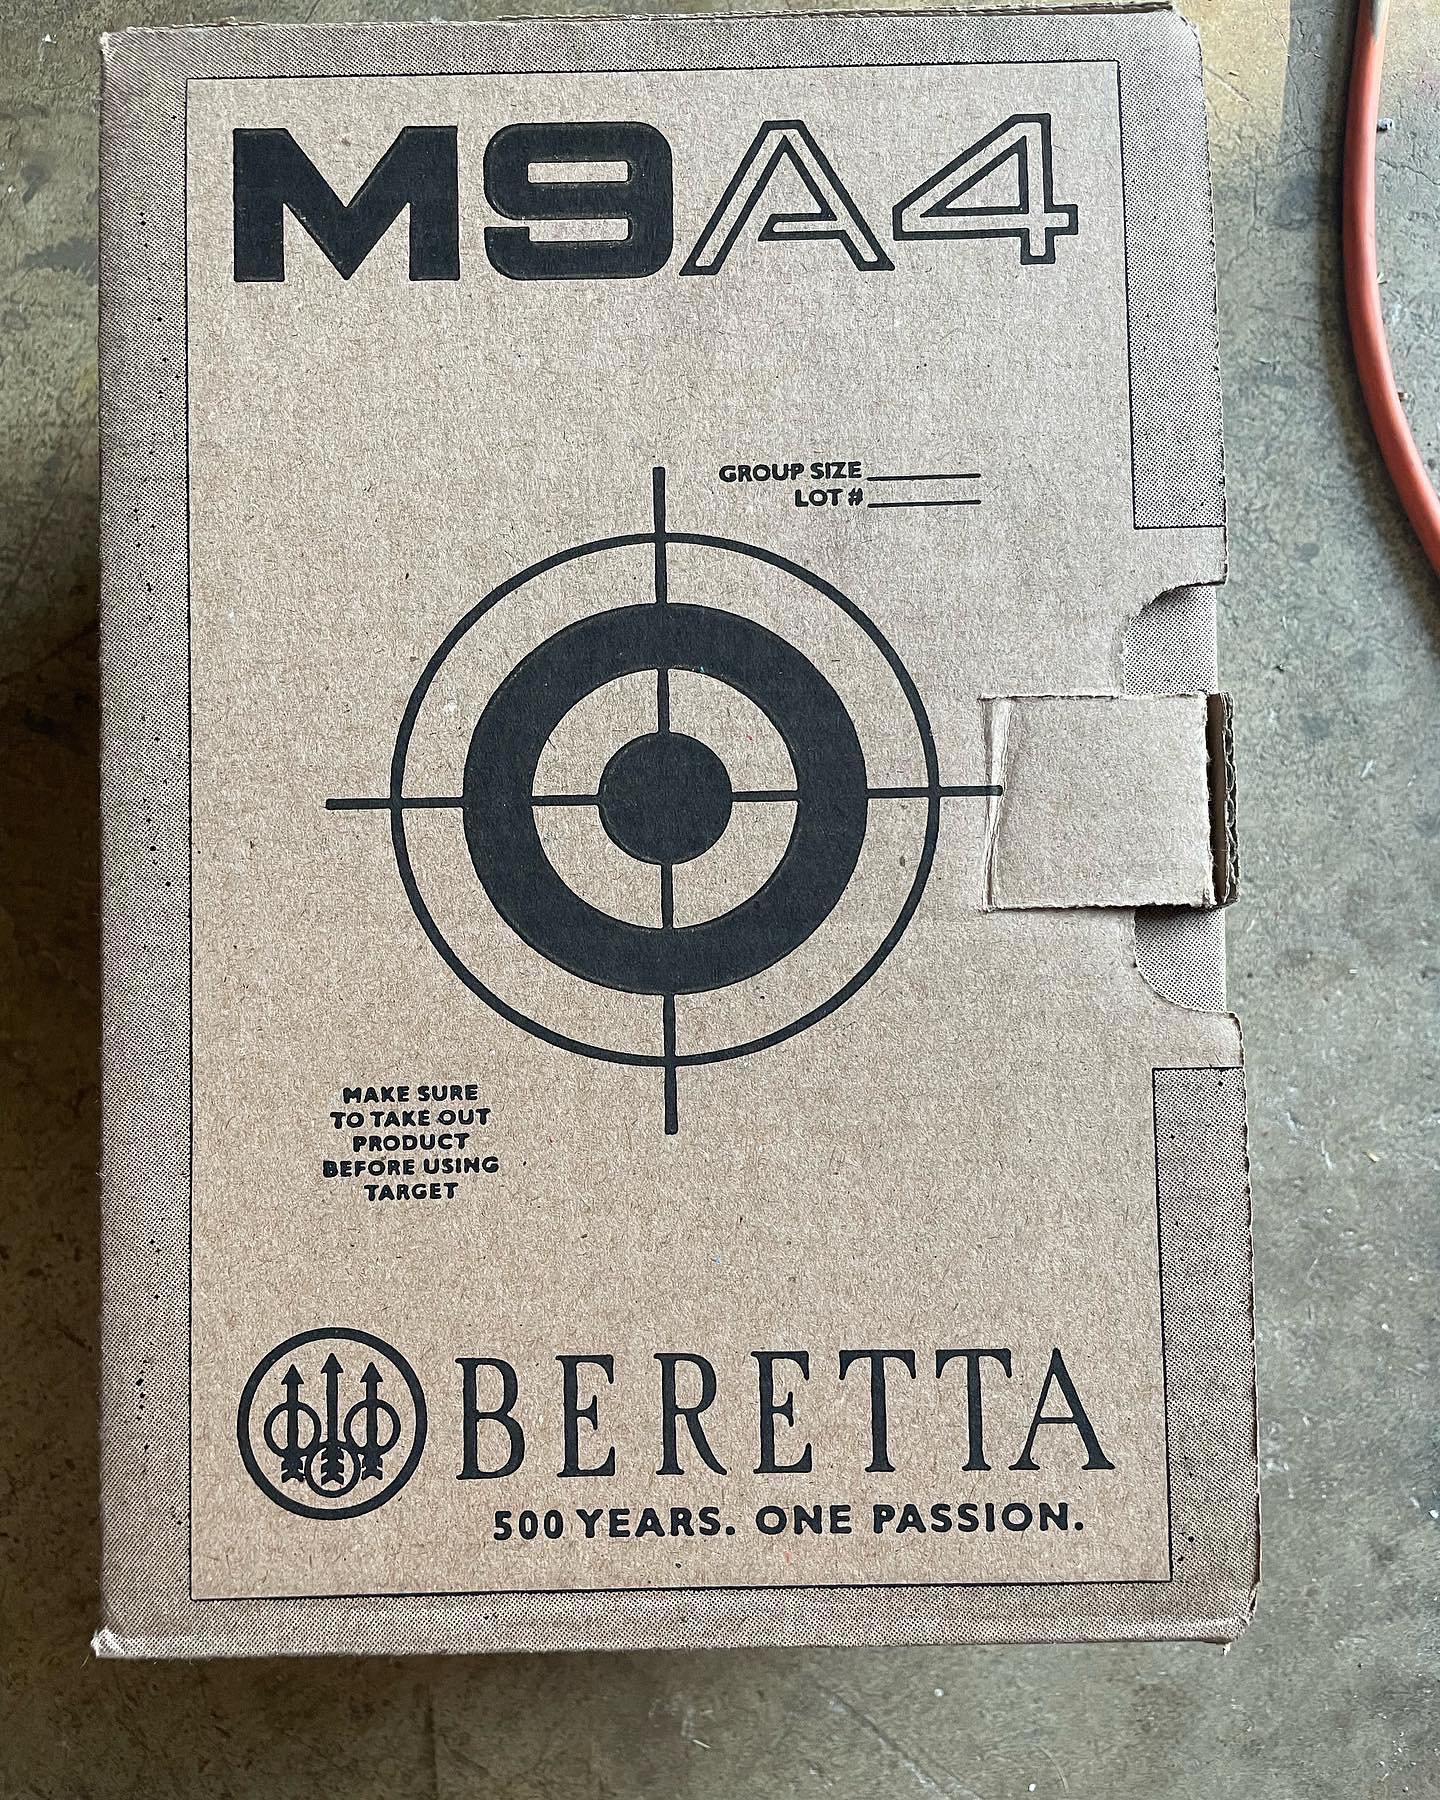 M9A4
GROUP SIZE
LOT #
MAKE SURE
TO TAKE OUT
PRODUCT
BEFORE USING
TARGET
BERETTA
500 YEARS. ONE PASSION.